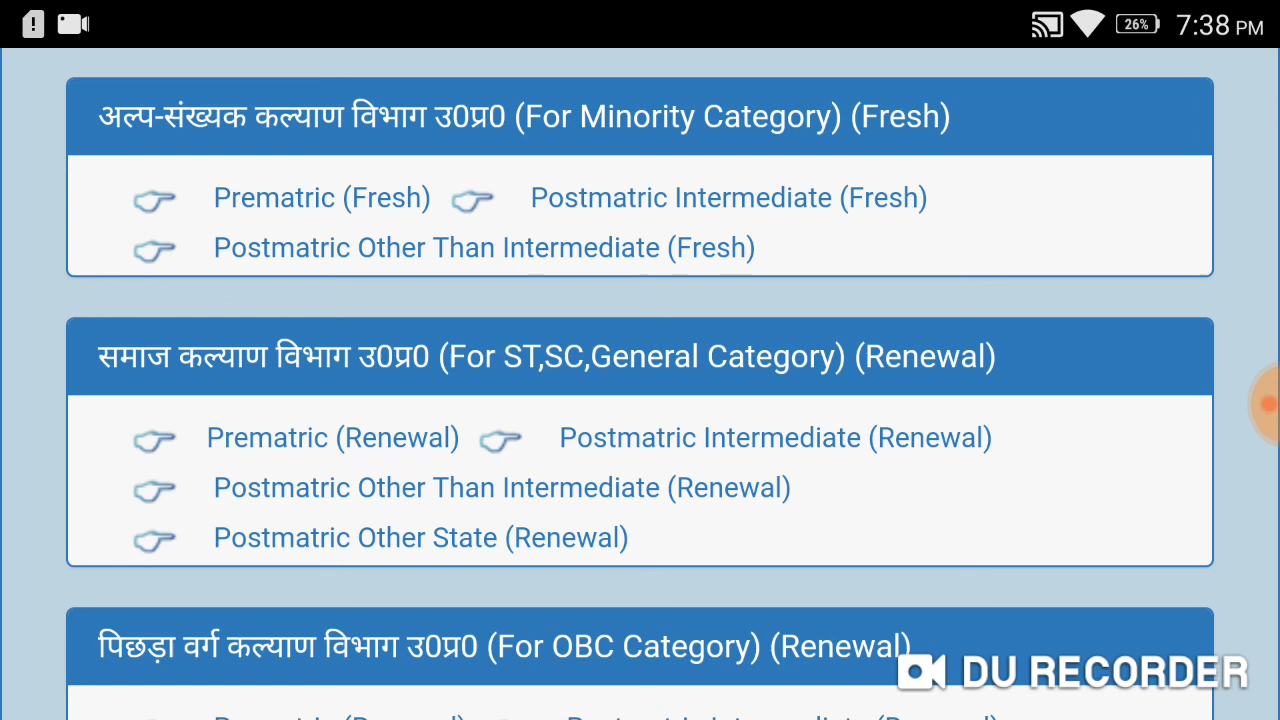 26% 7:38 PM
अल्प-संख्यक कल्याण विभाग उ0प्र0 (For Minority Category) (Fresh)
Prematric (Fresh) Postmatric Intermediate (Fresh)
Postmatric Other Than Intermediate (Fresh)
समाज कल्याण विभाग उ0प्र0 (For ST,SC,General Category) (Renewal)
Prematric (Renewal) Postmatric Intermediate (Renewal)
Postmatric Other Than Intermediate (Renewal)
Postmatric Other State (Renewal)
पिछड़ा वर्ग कल्याण विभाग उ0प्र0 (For OBC Category) (Renewal)
DU RECORDER